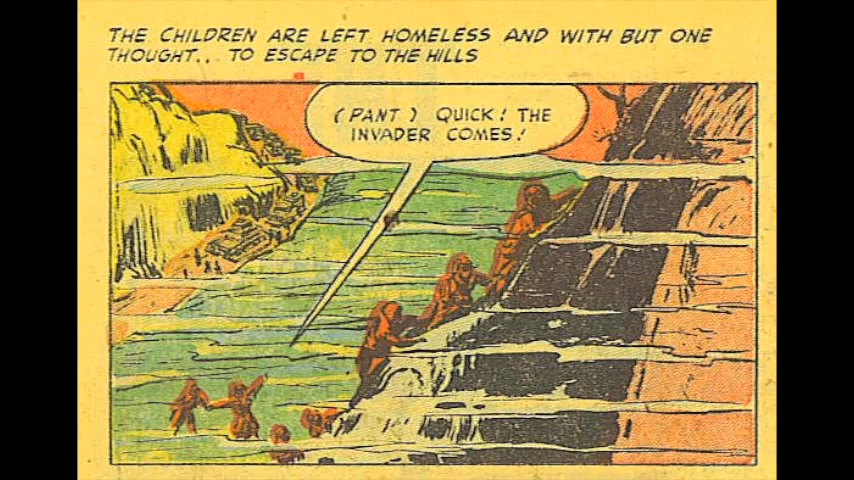 THE CHILDREN ARE LEFT HOMELESS AND WITH BUT ONE
THOUGHT... TO ESCAPE TO THE HILLS
(PANT) QUICK! THE
INVADER COMES!